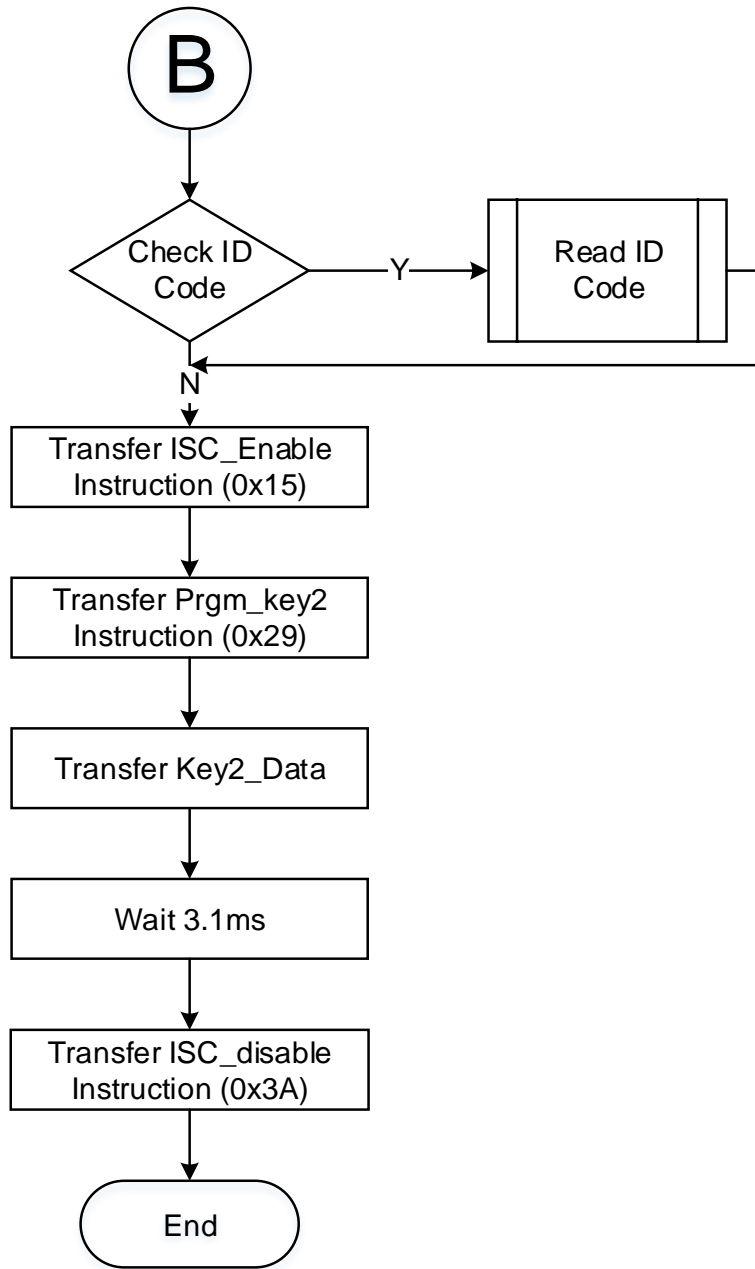 B
Check ID
Code
Y
Read ID
Code
N
Transfer ISC_Enable
Instruction (0x15)
Transfer Prgm_key2
Instruction (0x29)
Transfer Key2_Data
Wait 3.1ms
Transfer ISC_disable
Instruction (0x3A)
End